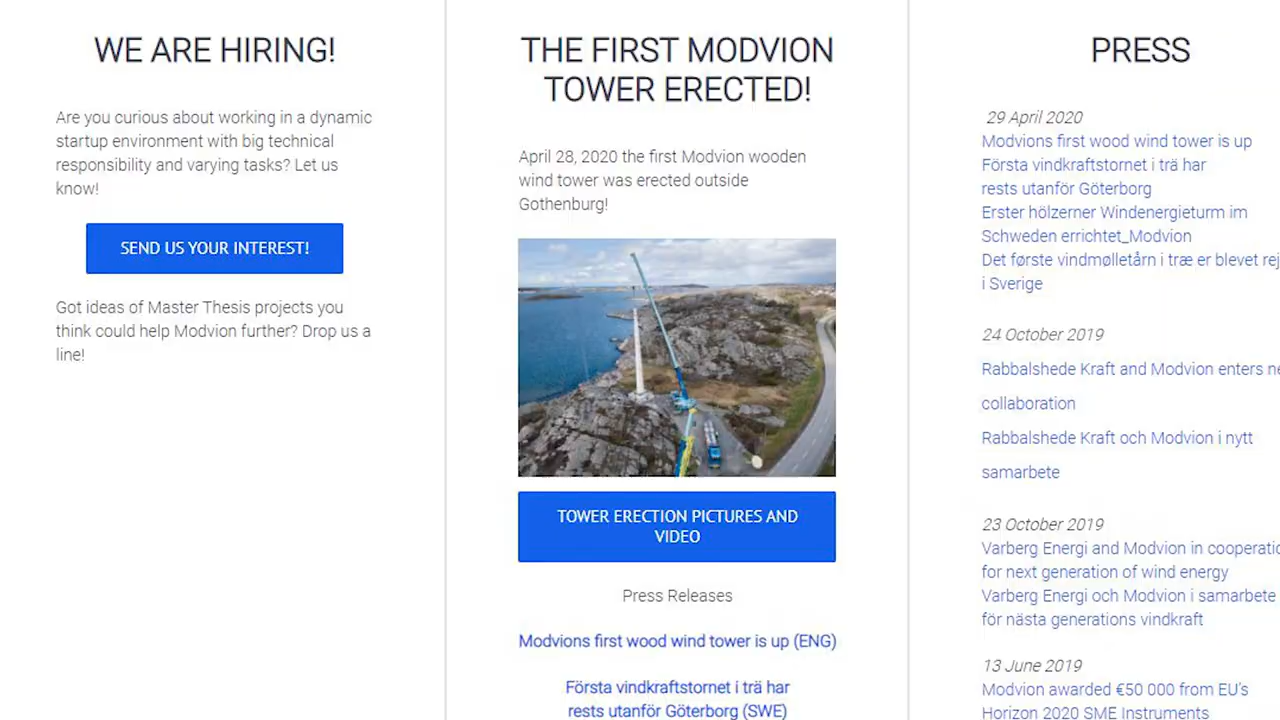 WE ARE HIRING!
Are you curious about working in a dynamic
startup environment with big technical
responsibility and varying tasks? Let us
know!
SEND US YOUR INTEREST!
Got ideas of Master Thesis projects you
think could help Modvion further? Drop us a
line!
THE FIRST MODVION
TOWER ERECTED!
April 28, 2020 the first Modvion wooden
wind tower was erected outside
Gothenburg!
TOWER ERECTION PICTURES AND
VIDEO
Press Releases
Modvions first wood wind tower is up (ENG)
Första vindkraftstornet i trä har
rests utanför Göteborg (SWE)
PRESS
29 April 2020
Modvions first wood wind tower is up
Första vindkraftstornet i trä har
rests utanför Göteborg
Erster hölzerner Windenergieturm im
Schweden errichtet_Modvion
Det første vindmølletårn i træ er blevet rej
i Sverige
24 October 2019
Rabbalshede Kraft and Modvion enters ne
collaboration
Rabbalshede Kraft och Modvion i nytt
samarbete
23 October 2019
Varberg Energi and Modvion in cooperatio
for next generation of wind energy
Varberg Energi och Modvion i samarbete
för nästa generations vindkraft
13 June 2019
Modvion awarded €50 000 from EU's
Horizon 2020 SME Instruments